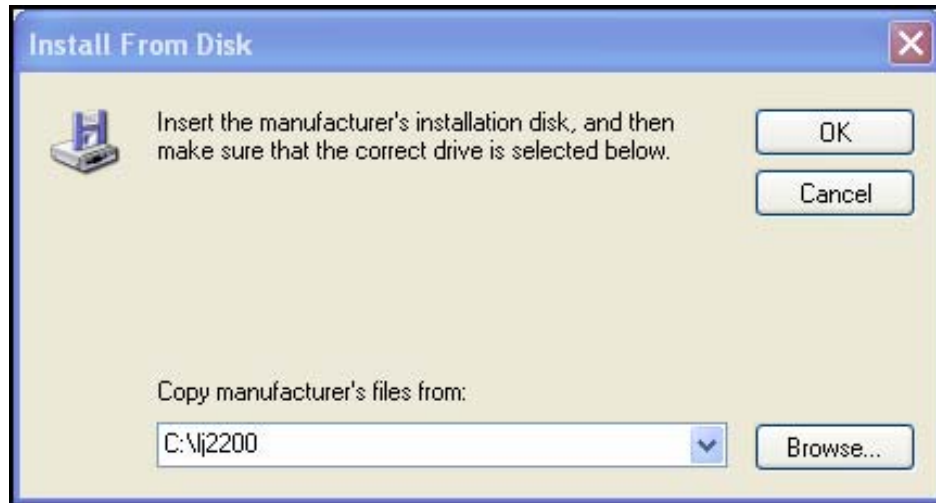 Install From Disk
Insert the manufacturer's installation disk, and then
make sure that the correct drive is selected below.
OK
Cancel
Copy manufacturer's files from:
C:\lj2200
Browse...